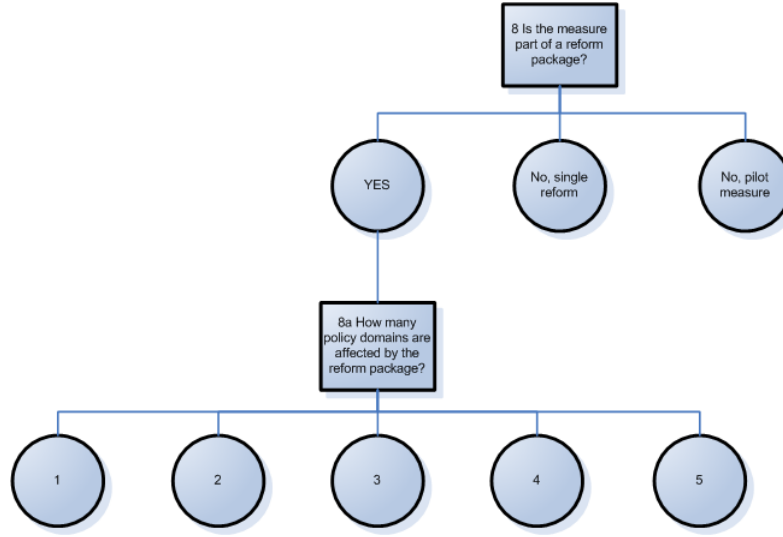 8 Is the measure
part of a reform
package?
YES
No, single
reform
No, pilot
measure
8a How many
policy domains are
affected by the
reform package?
1
2
3
4
5